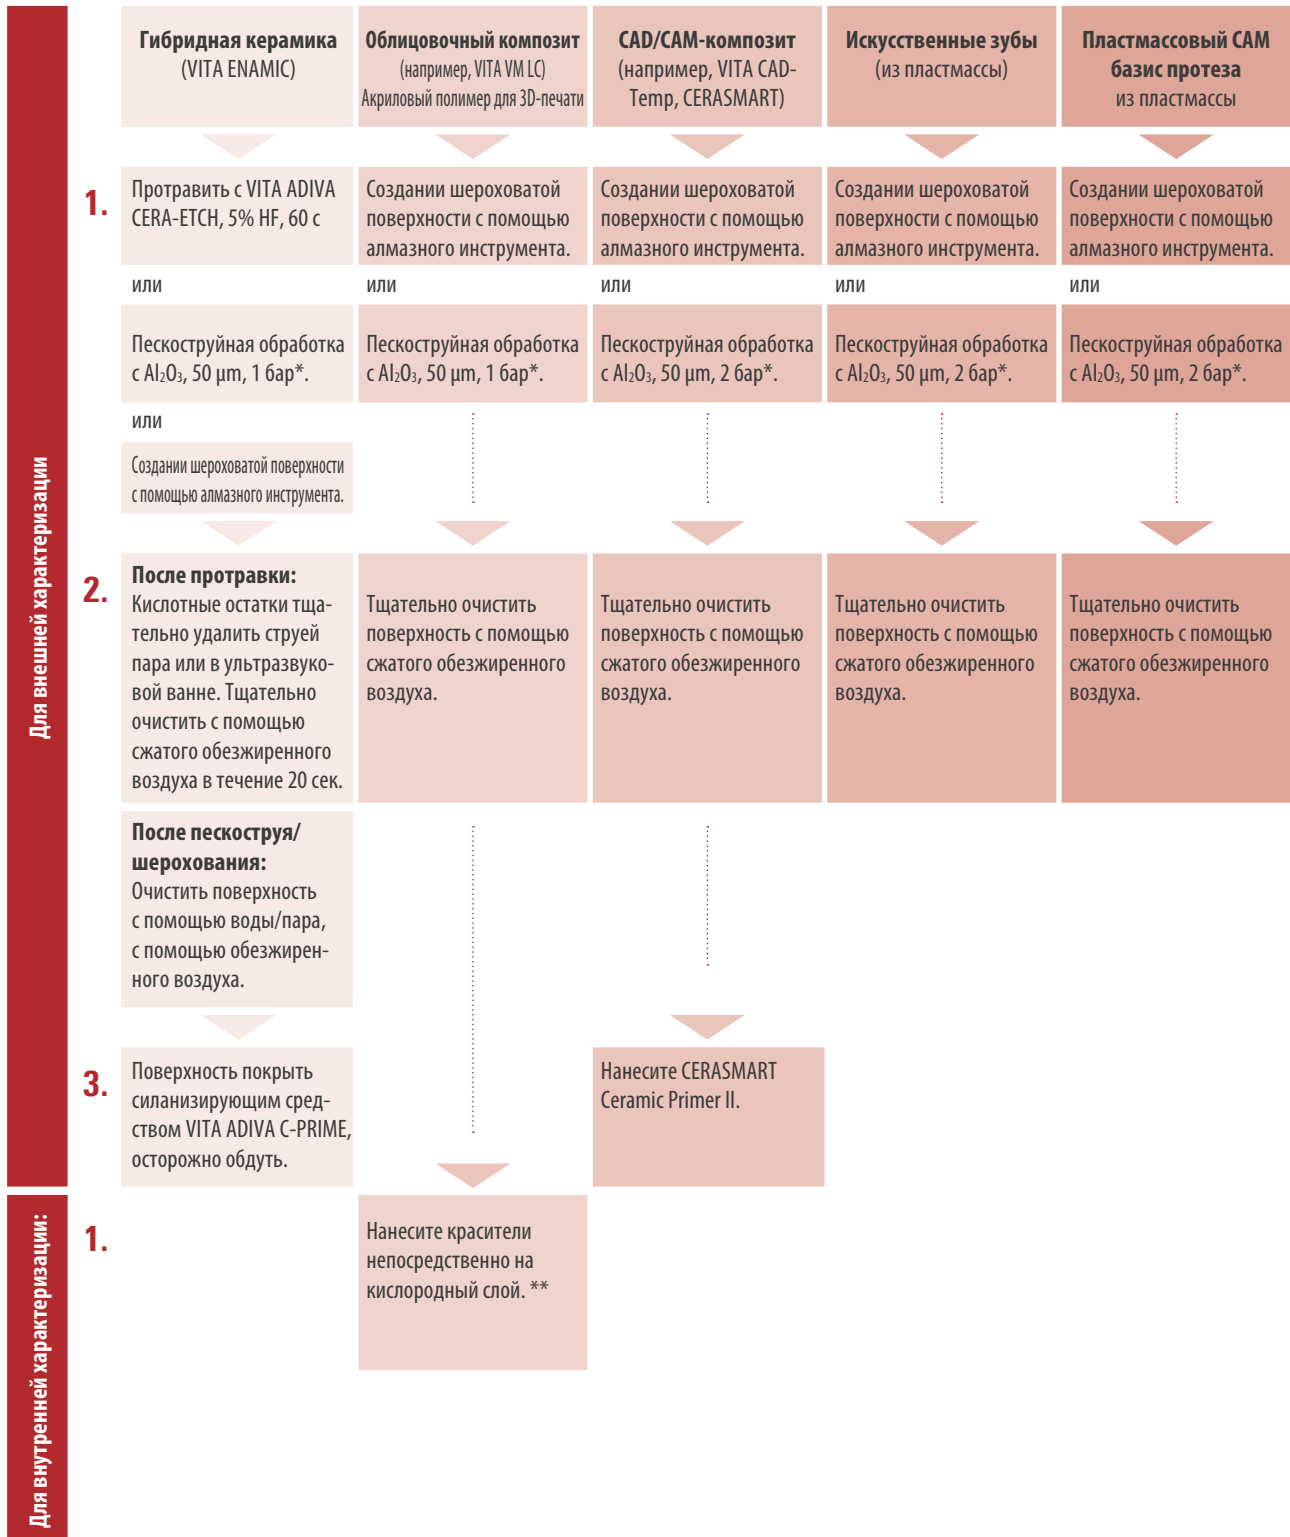 Гибридная керамика
(VITA ENAMIC)
Облицовочный композит
(например, VITA VM LC)
Акриловый полимер для 3D-печати
CAD/CAM-композит
(например, VITA CAD-
Temp, CERASMART)
Искусственные зубы
(из пластмассы)
Пластмассовый CAM
базис протеза
из пластмассы
Для внешней характеризации
1.
Протравить с VITA ADIVA
CERA-ETCH, 5% HF, 60 с
Создании шероховатой
поверхности с помощью
алмазного инструмента.
Создании шероховатой
поверхности с помощью
алмазного инструмента.
Создании шероховатой
поверхности с помощью
алмазного инструмента.
Создании шероховатой
поверхности с помощью
алмазного инструмента.
или
или
или
или
или
Пескоструйная обработка
с Al₂O₃, 50 µm, 1 бар*.
Пескоструйная обработка
с Al₂O₃, 50 µm, 1 бар*.
Пескоструйная обработка
с Al₂O₃, 50 µm, 2 бар*.
Пескоструйная обработка
с Al₂O₃, 50 µm, 2 бар*.
Пескоструйная обработка
с Al₂O₃, 50 µm, 2 бар*.
или
Создании шероховатой поверхности
с помощью алмазного инструмента.
2.
После протравки:
Кислотные остатки тща-
тельно удалить струей
пара или в ультразвуко-
вой ванне. Тщательно
очистить с помощью
сжатого обезжиренного
воздуха в течение 20 сек.
Тщательно очистить
поверхность с помощью
сжатого обезжиренного
воздуха.
Тщательно очистить
поверхность с помощью
сжатого обезжиренного
воздуха.
Тщательно очистить
поверхность с помощью
сжатого обезжиренного
воздуха.
Тщательно очистить
поверхность с помощью
сжатого обезжиренного
воздуха.
После пескоструя/
шерохования:
Очистить поверхность
с помощью воды/пара,
с помощью обезжирен-
ного воздуха.
3.
Поверхность покрыть
силанизирующим сред-
ством VITA ADIVA C-PRIME,
осторожно обдуть.
Нанесите CERASMART
Ceramic Primer II.
Для внутренней характеризации:
1.
Нанесите красители
непосредственно на
кислородный слой. **